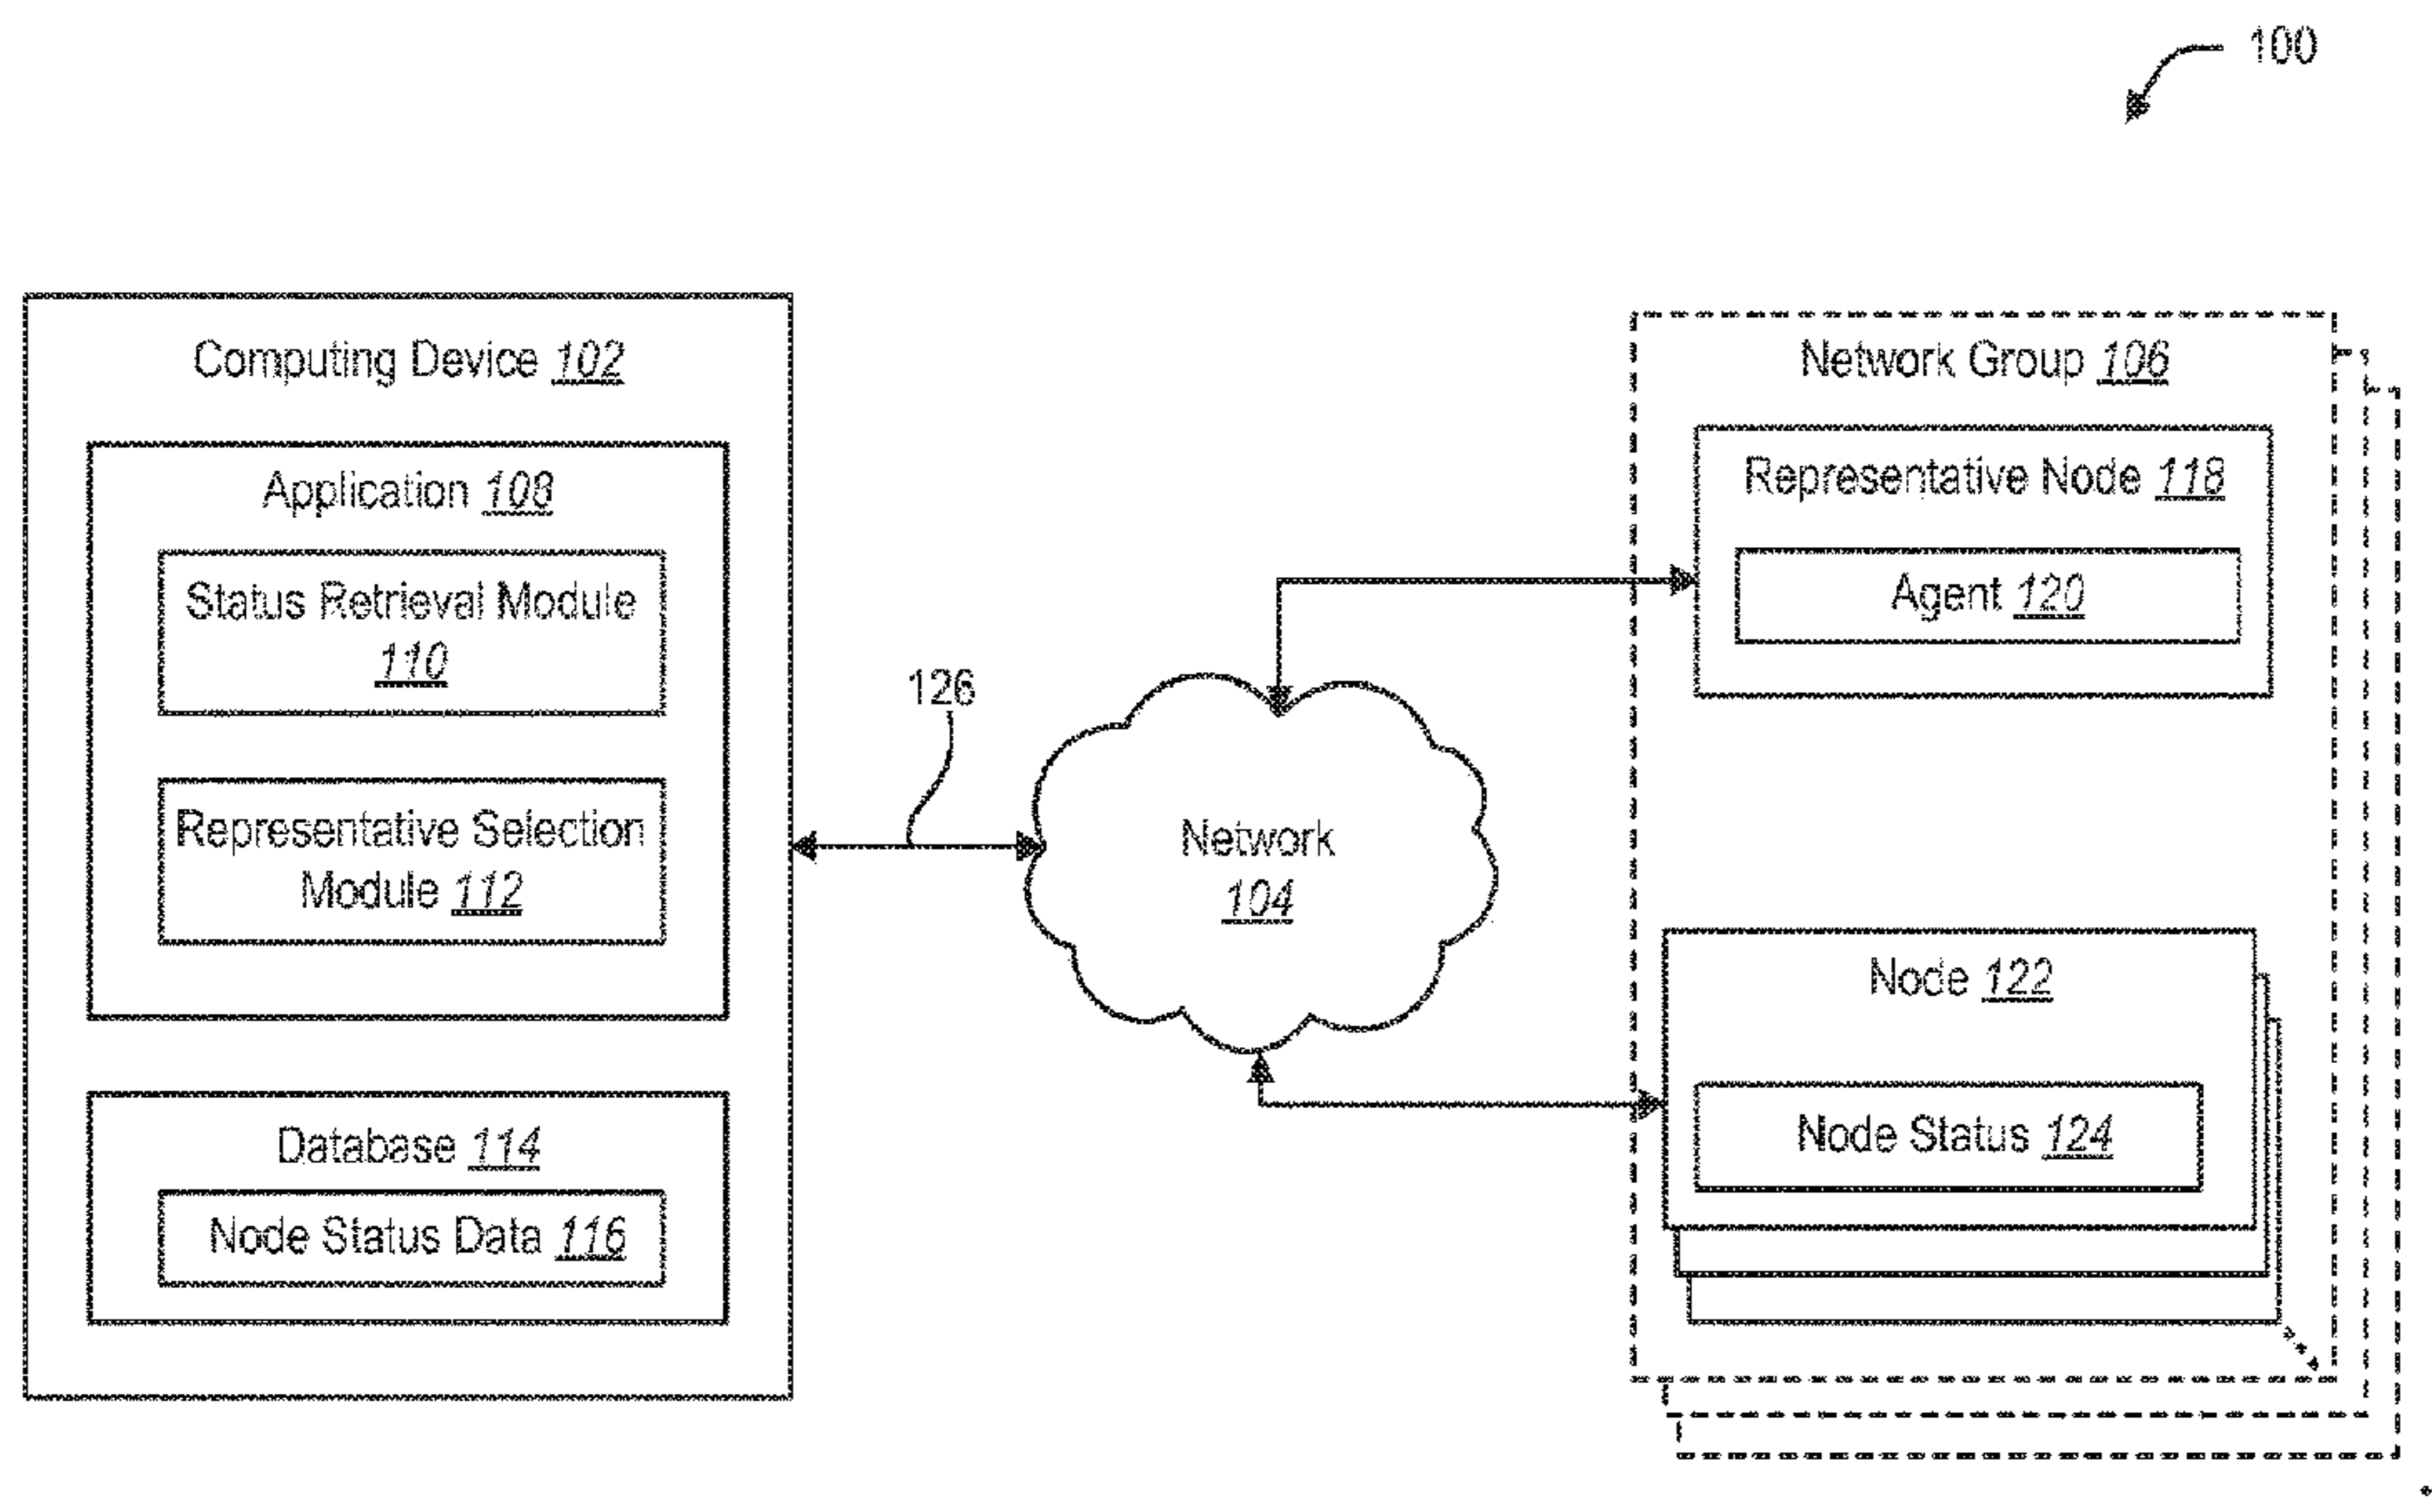 100
Computing Device 102
Application 108
Status Retrieval Module
110
Representative Selection
Module 112
Database 114
Node Status Data 116
126
Network
104
Network Group 106
Representative Node 118
Agent 120
Node 122
Node Status 124